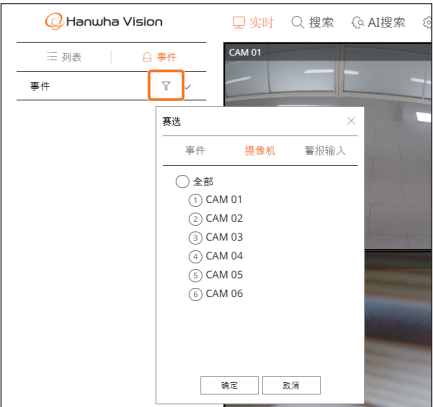 Hanwha Vision
实时 搜索 AI搜索
列表 事件
CAM 01
事件
赛选
事件 摄像机 警报输入
全部
1 CAM 01
2 CAM 02
3 CAM 03
4 CAM 04
5 CAM 05
6 CAM 06
确定 取消